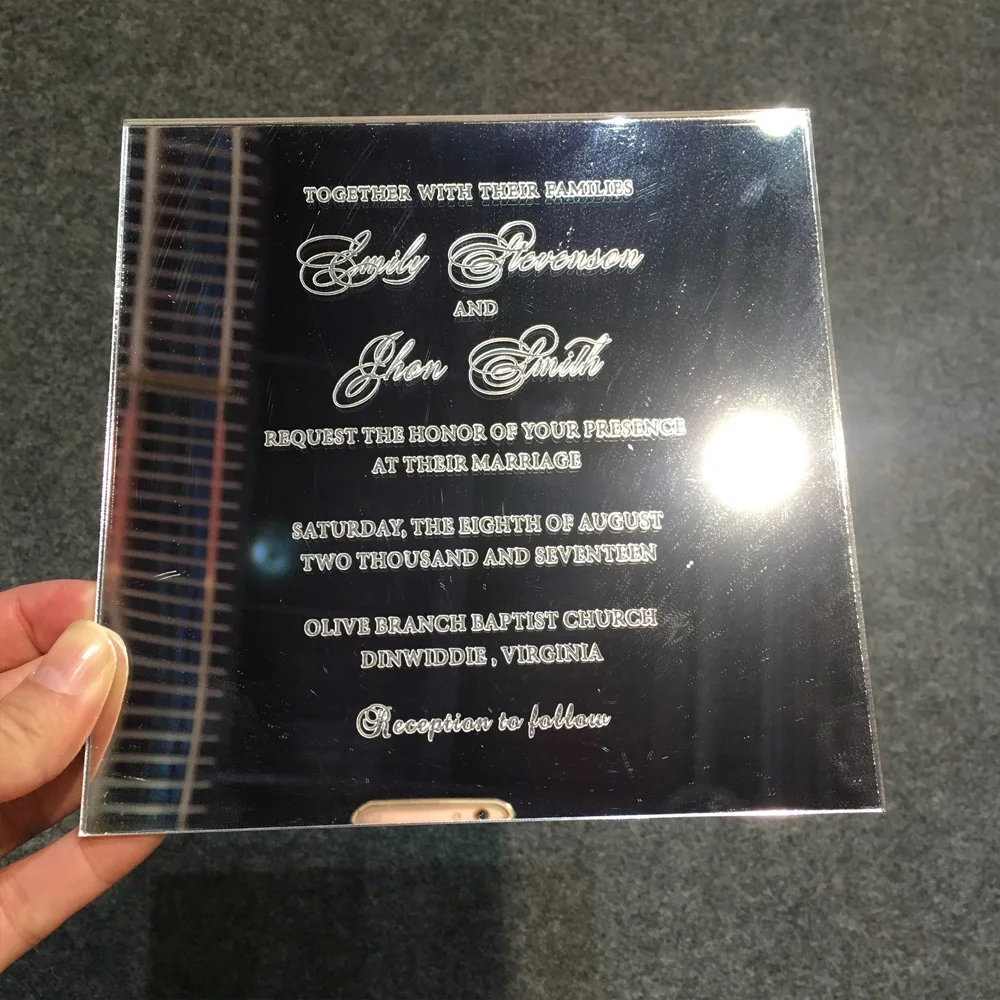 TOGETHER WITH THEIR FAMILIES
Emily Stevenson
AND
Jhon Smith
REQUEST THE HONOR OF YOUR PRESENCE
AT THEIR MARRIAGE
SATURDAY, THE EIGHTH OF AUGUST
TWO THOUSAND AND SEVENTEEN
OLIVE BRANCH BAPTIST CHURCH
DINWIDDIE , VIRGINIA
Reception to follow